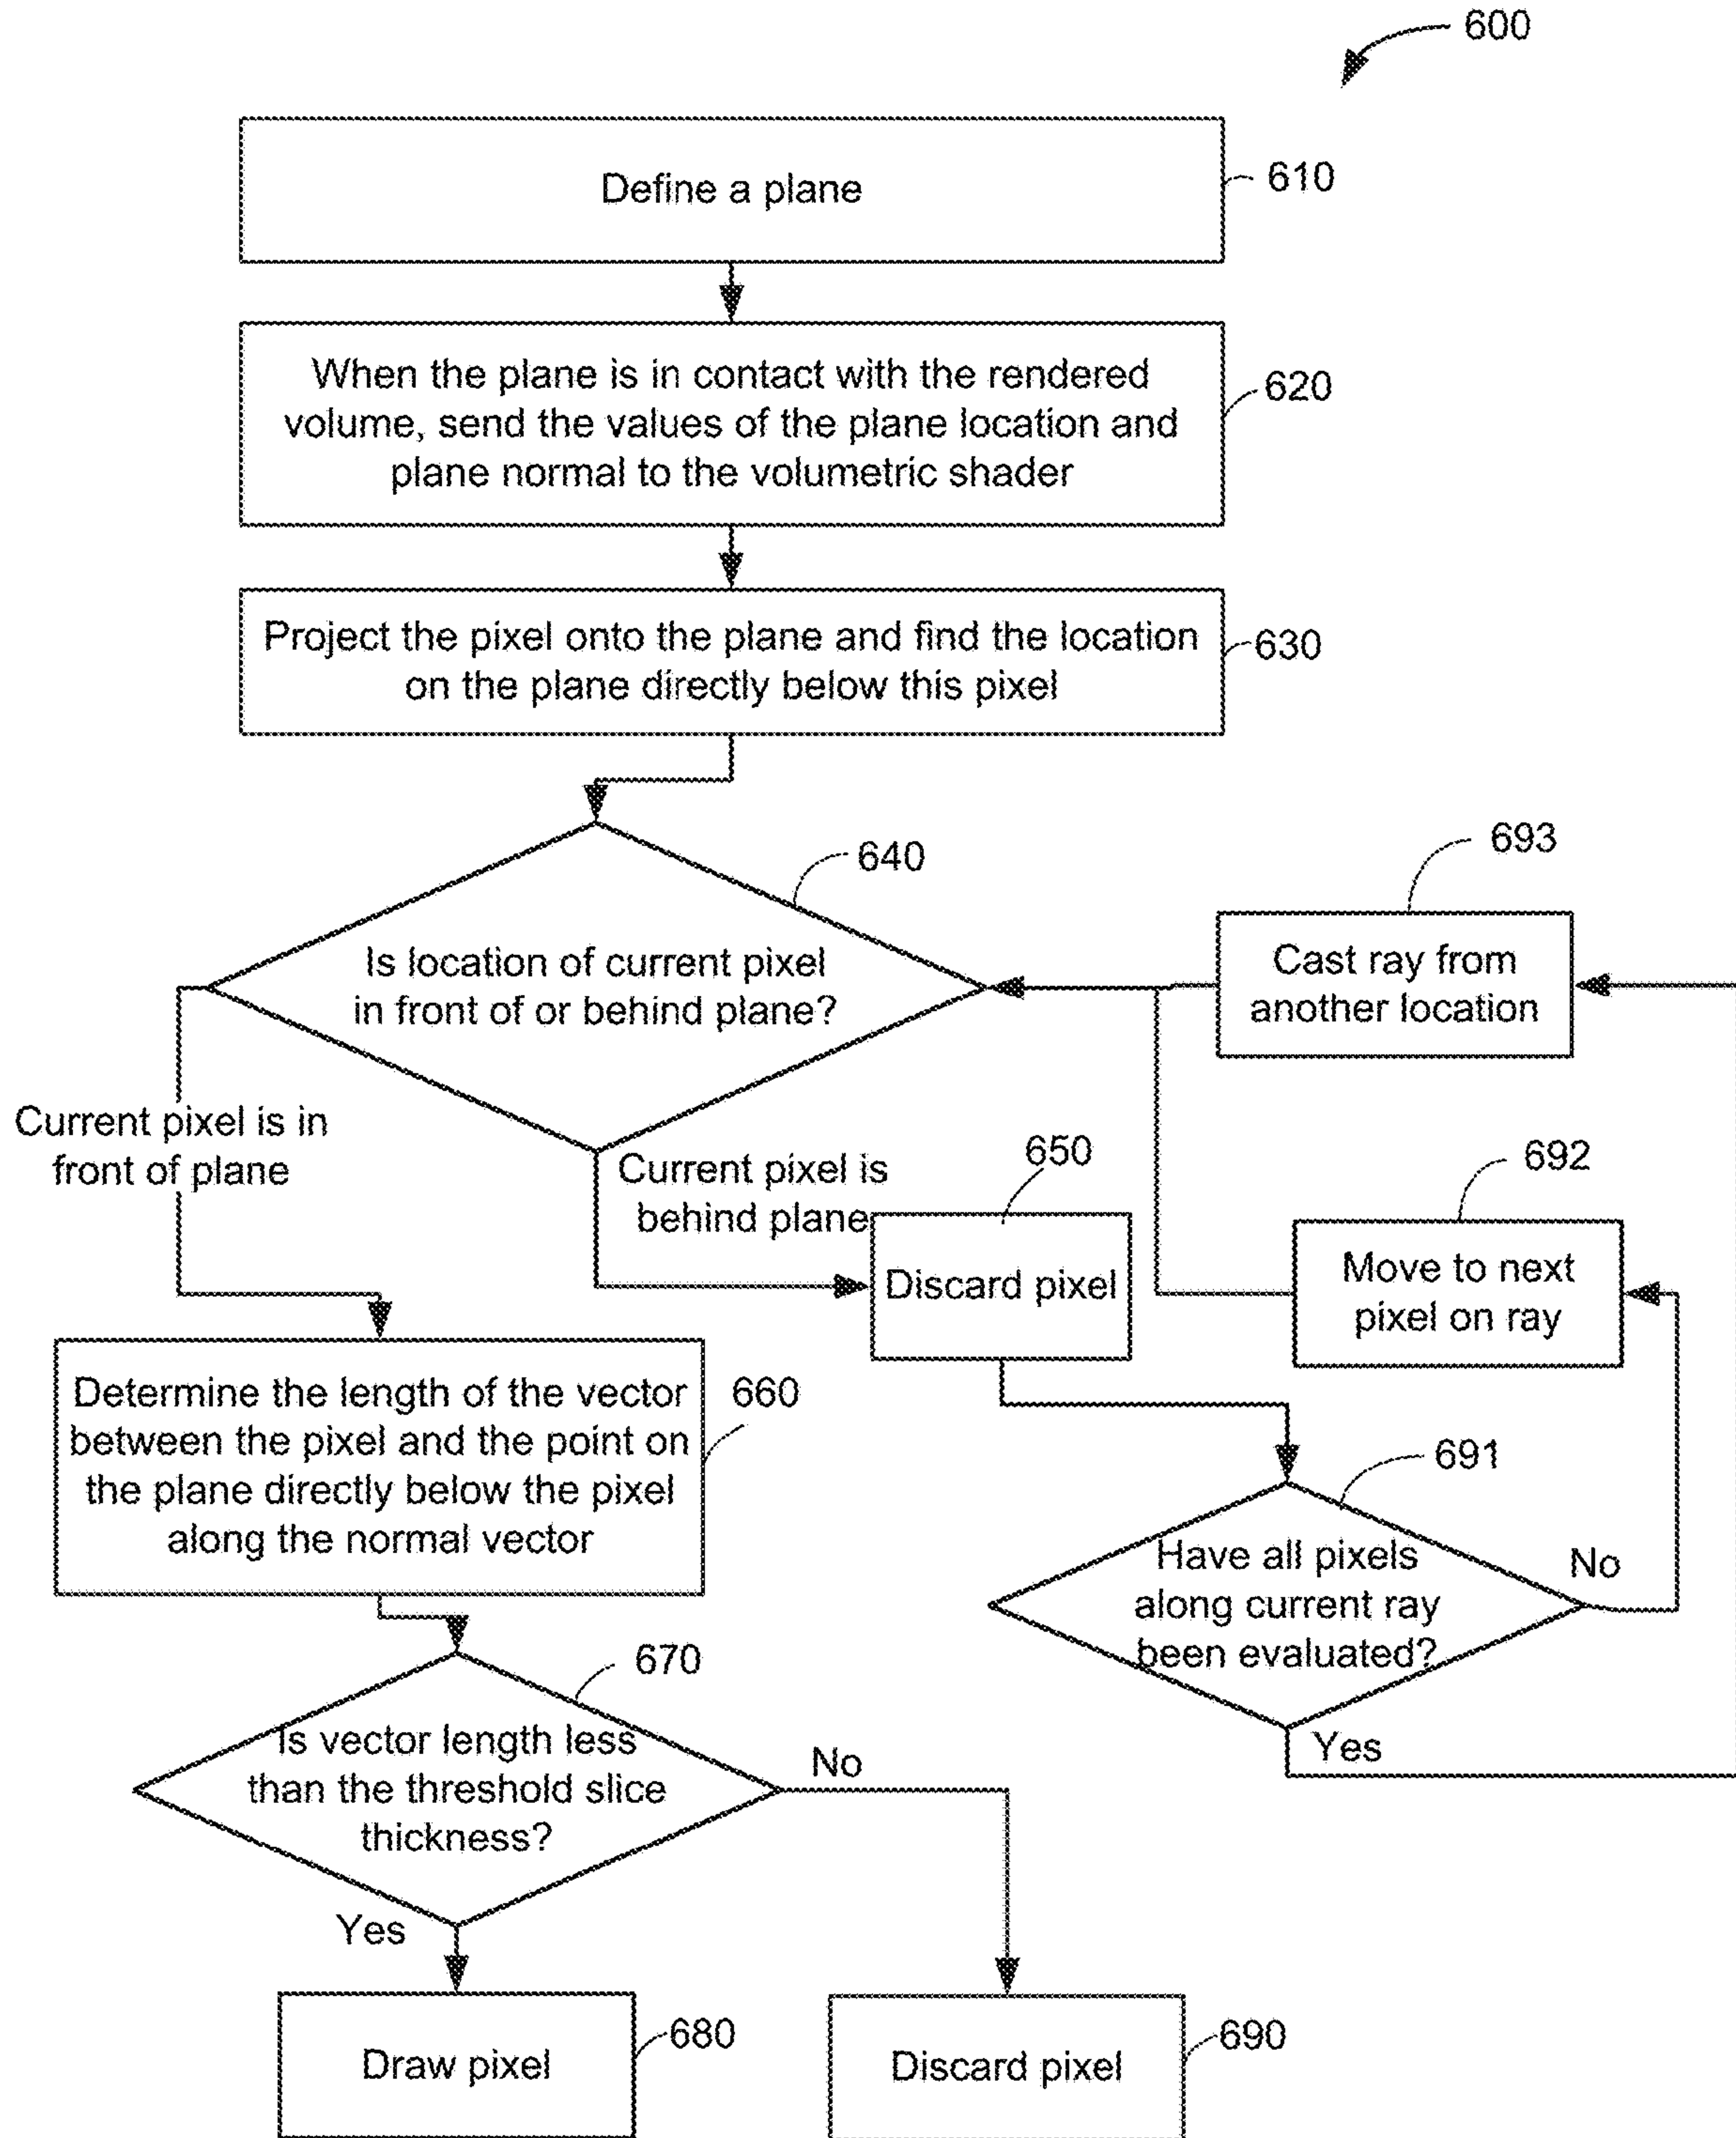 600
Define a plane
610
When the plane is in contact with the rendered
volume, send the values of the plane location and
plane normal to the volumetric shader
620
Project the pixel onto the plane and find the location
on the plane directly below this pixel
630
640
Is location of current pixel
in front of or behind plane?
693
Cast ray from
another location
Current pixel is in
front of plane
Current pixel is
behind plane
650
Discard pixel
692
Move to next
pixel on ray
Determine the length of the vector
between the pixel and the point on
the plane directly below the pixel
along the normal vector
660
691
Have all pixels
along current ray
been evaluated?
No
Yes
670
Is vector length less
than the threshold slice
thickness?
No
Yes
Draw pixel
680
Discard pixel
690